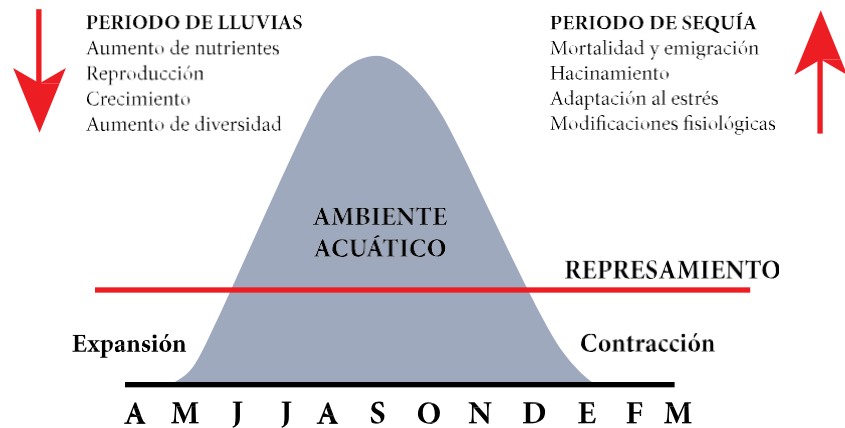 PERIODO DE LLUVIAS
Aumento de nutrientes
Reproducción
Crecimiento
Aumento de diversidad
PERIODO DE SEQUÍA
Mortalidad y emigración
Hacinamiento
Adaptación al estrés
Modificaciones fisiológicas
AMBIENTE
ACUÁTICO
REPRESAMIENTO
Expansión
Contracción
A M J J A S O N D E F M